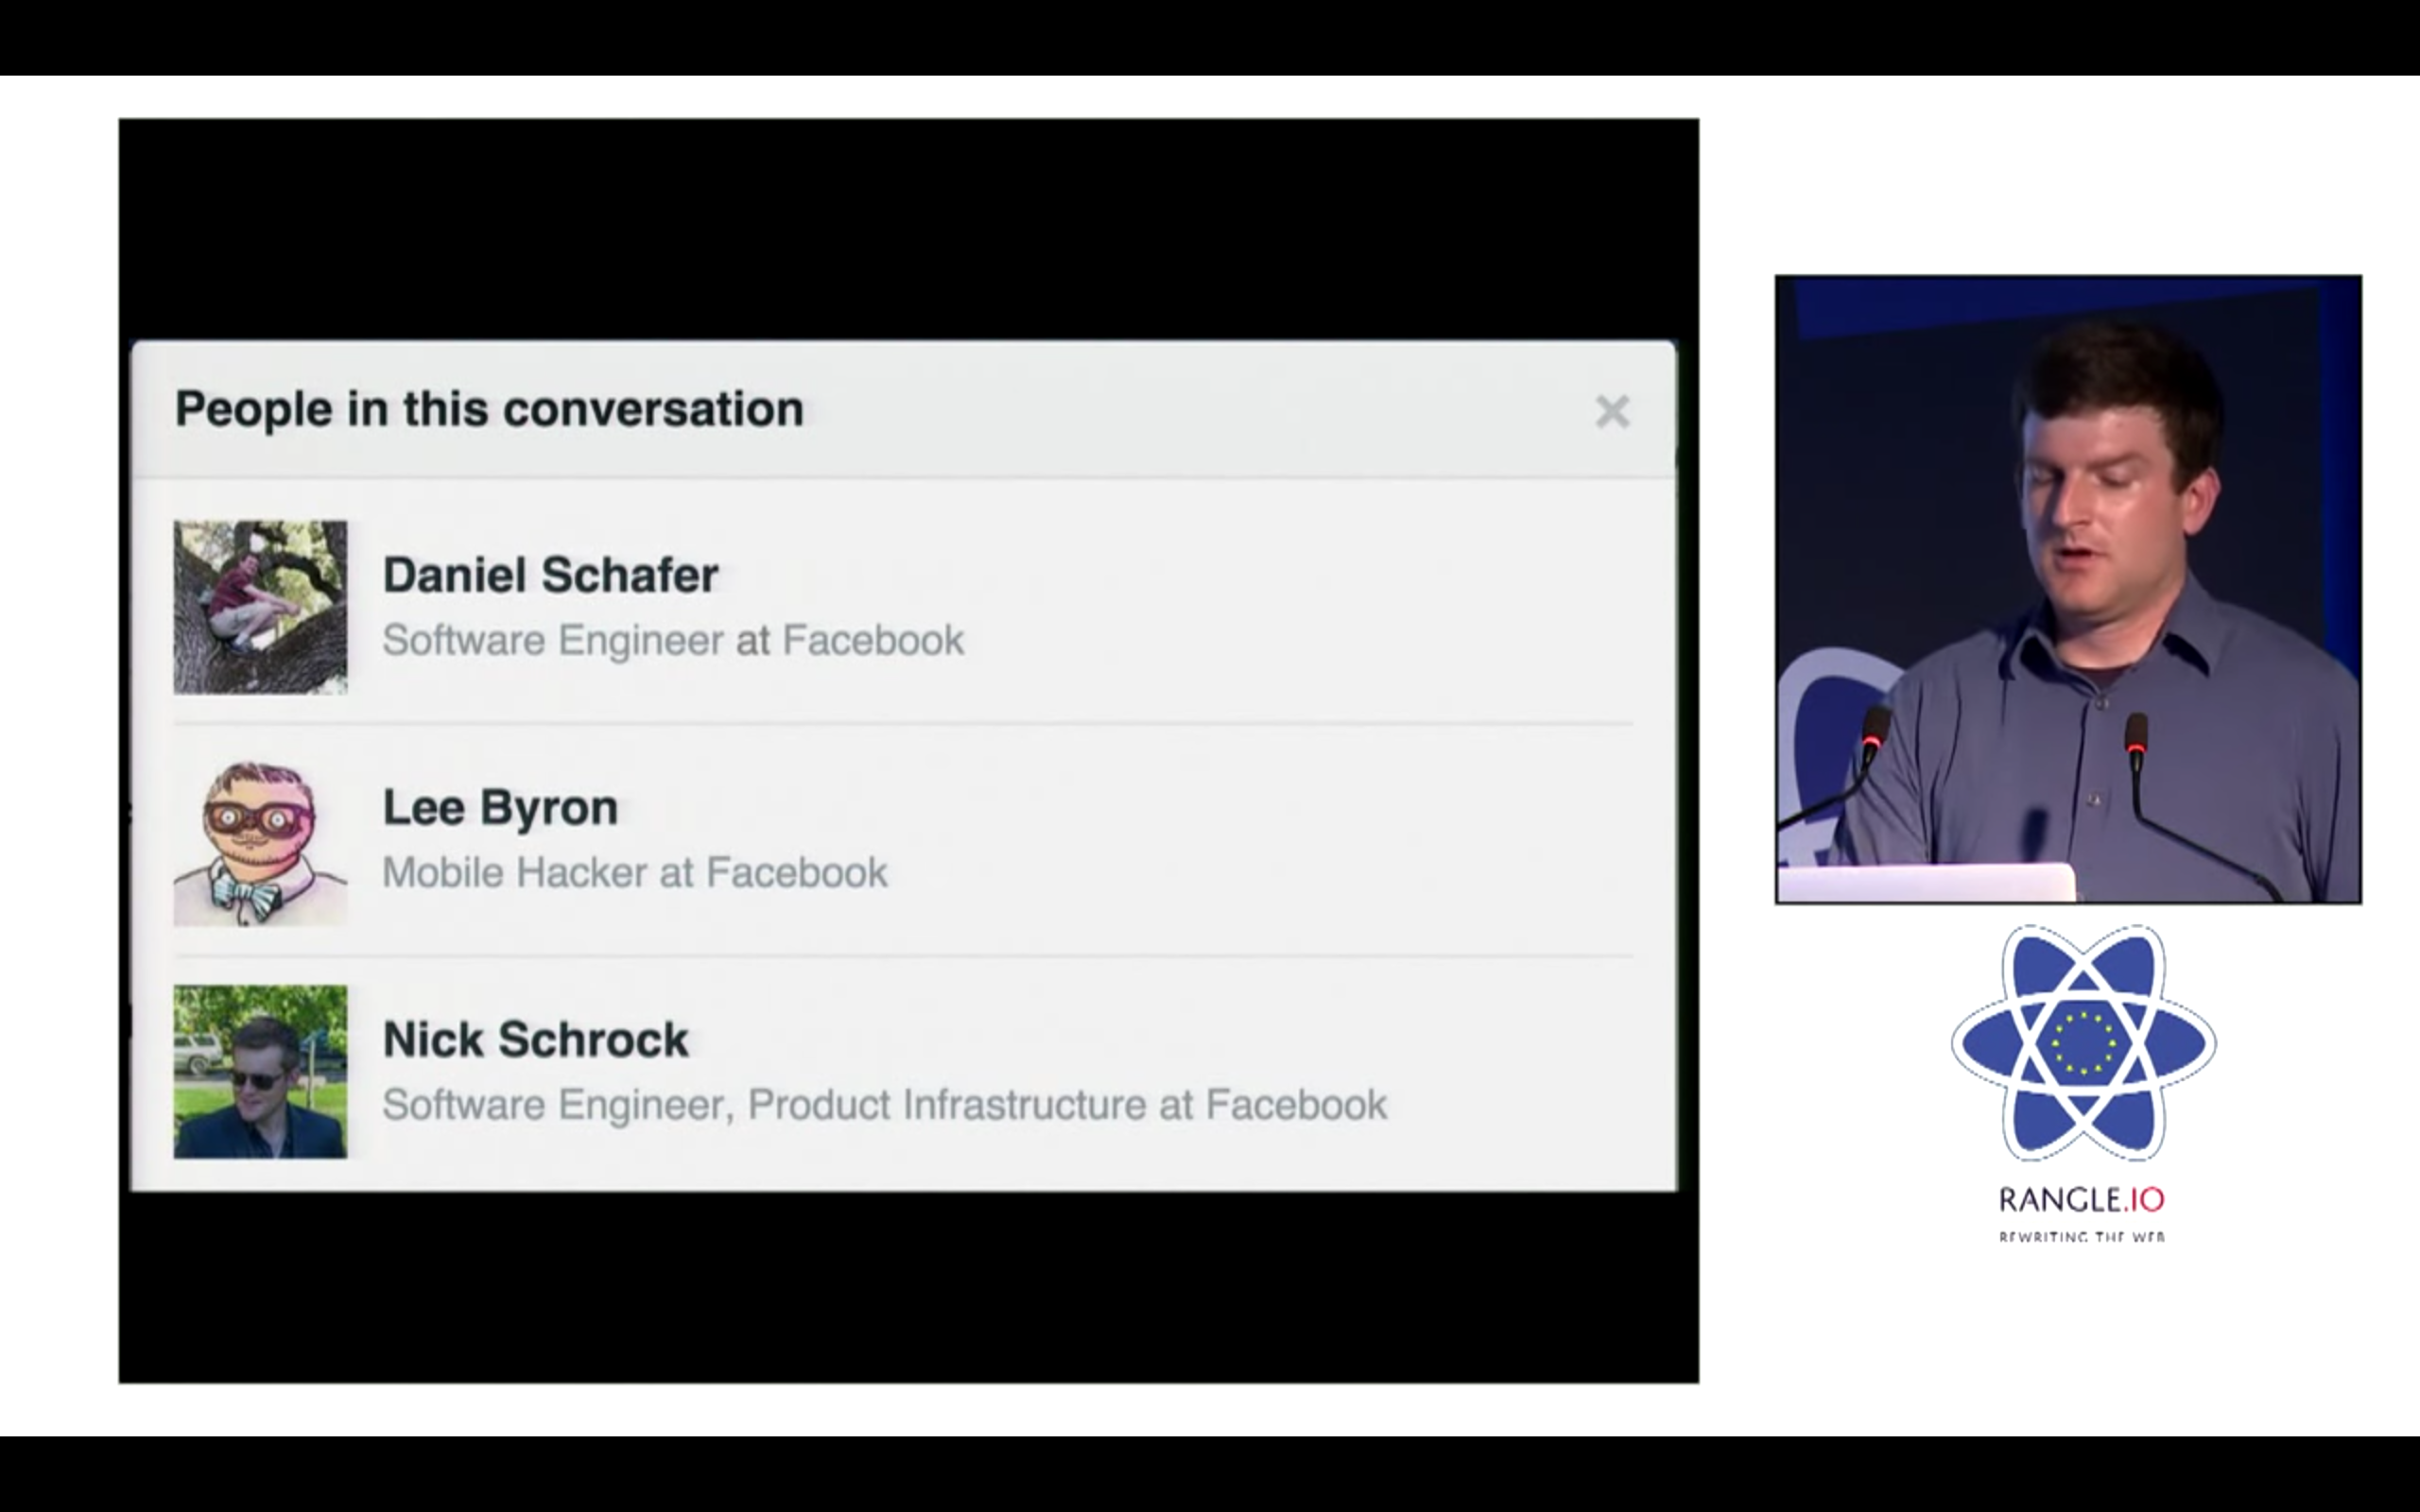 People in this conversation
Daniel Schafer
Software Engineer at Facebook
Lee Byron
Mobile Hacker at Facebook
Nick Schrock
Software Engineer, Product Infrastructure at Facebook
RANGLE.IO
REWRITING THE WEB